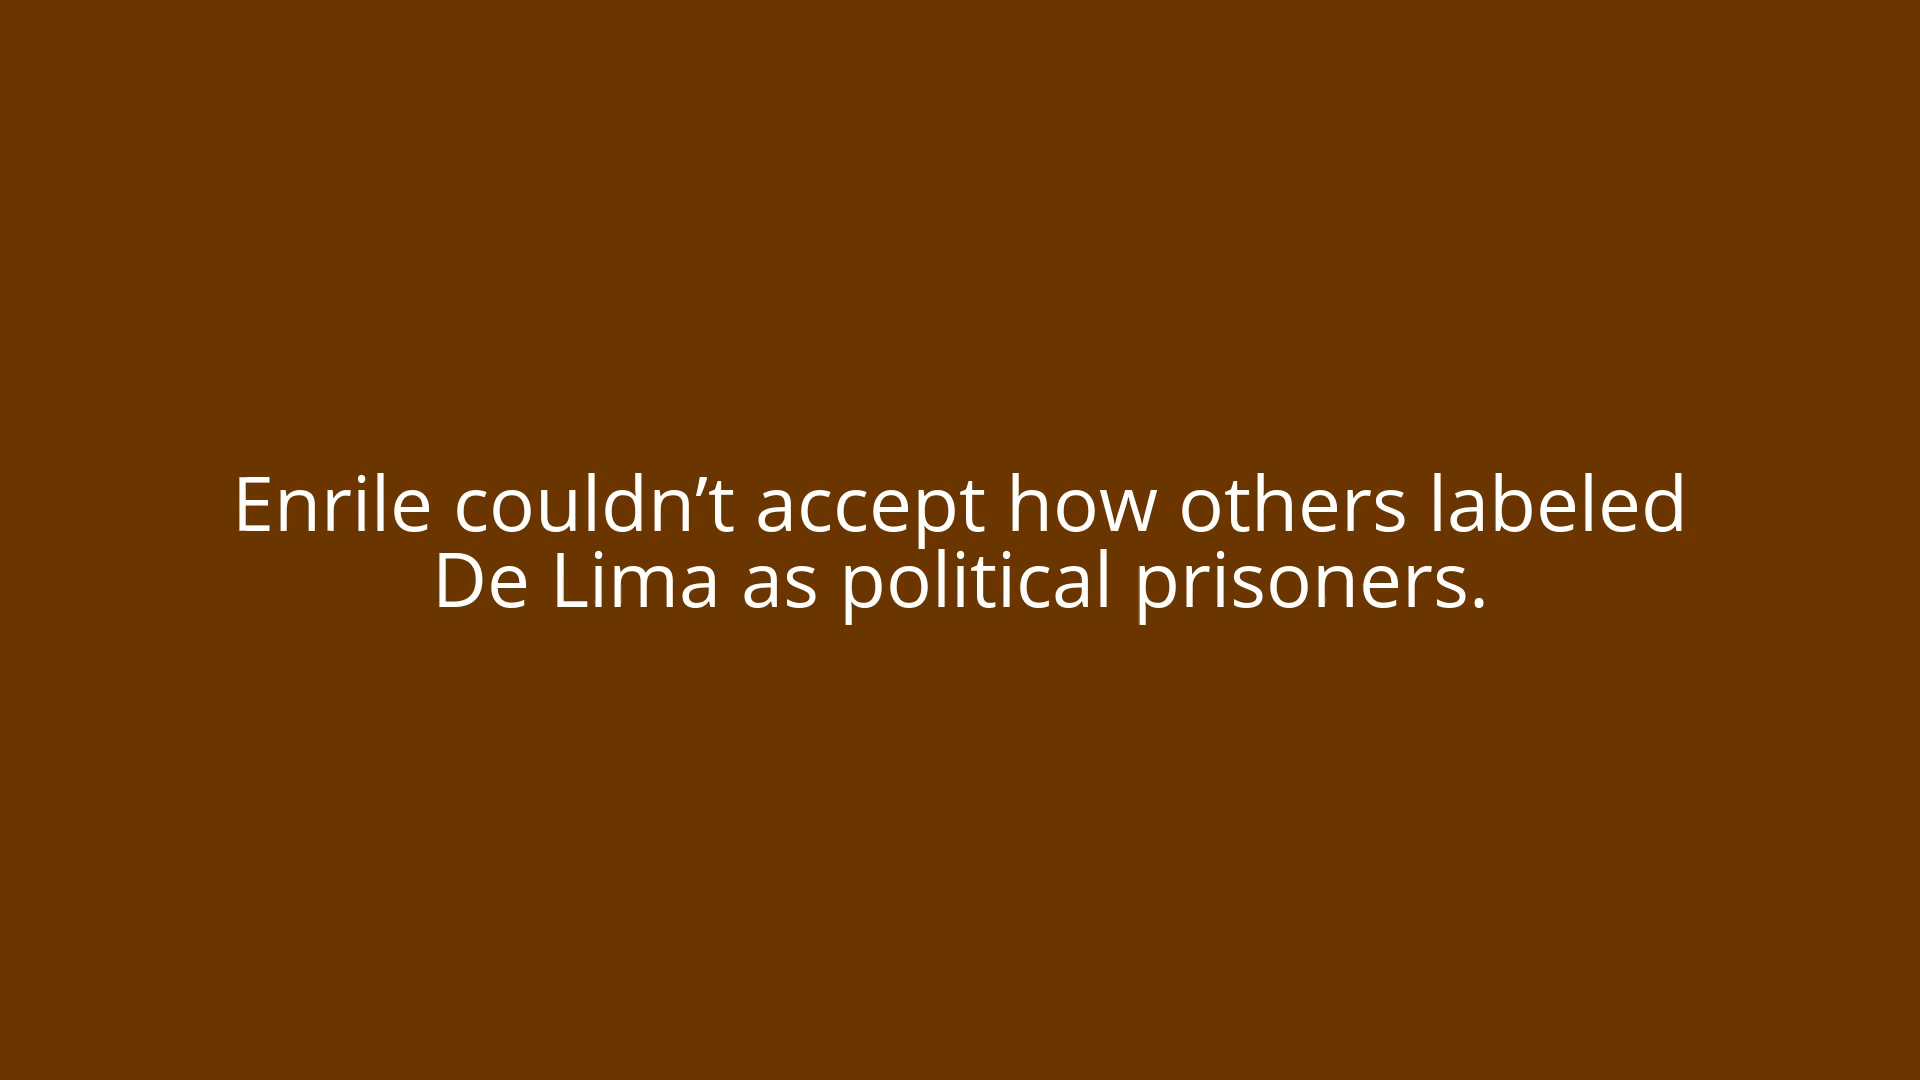 Enrile couldn’t accept how others labeled
De Lima as political prisoners.